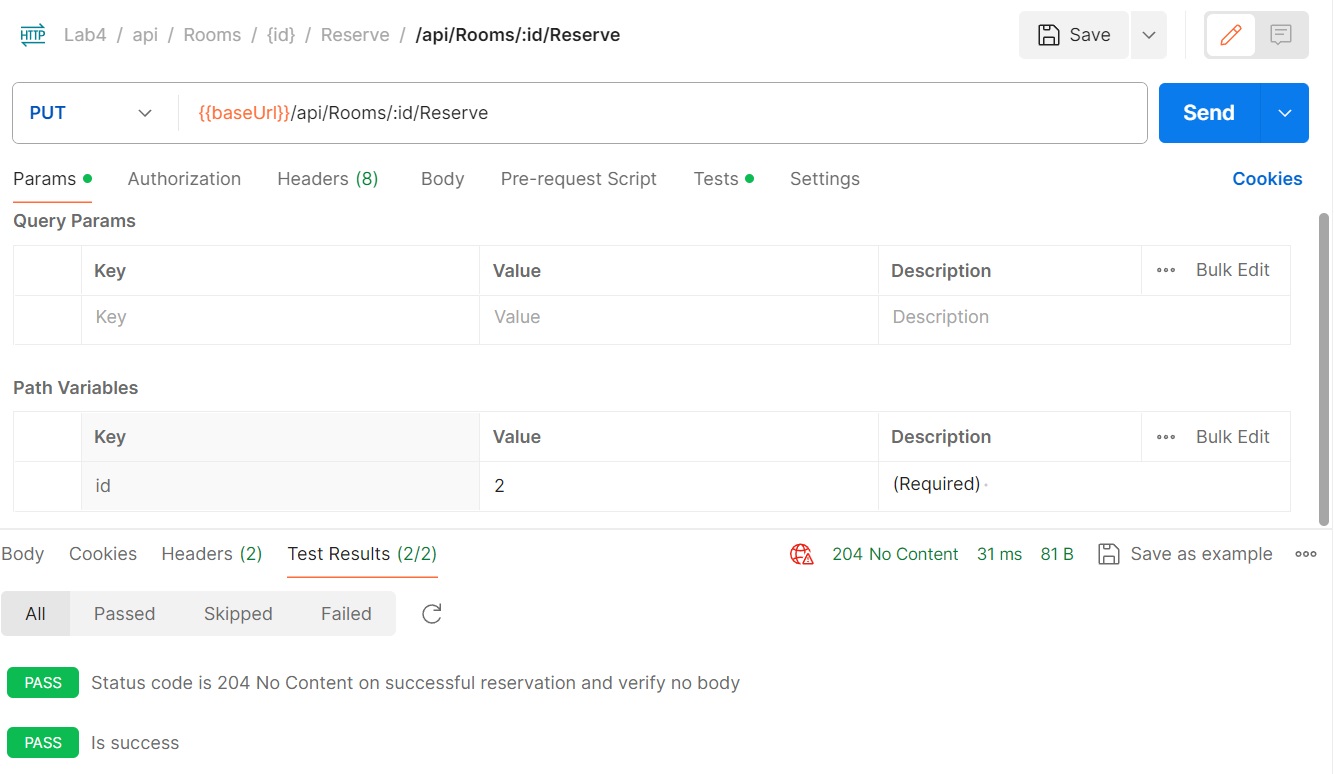 HTTP Lab4 / api / Rooms / {id} / Reserve / /api/Rooms/:id/Reserve Save
PUT {{baseUrl}}/api/Rooms/:id/Reserve Send
Params Authorization Headers (8) Body Pre-request Script Tests Settings Cookies
Query Params
Key Value Description Bulk Edit
Key Value Description
Path Variables
Key Value Description Bulk Edit
id 2 (Required)
Body Cookies Headers (2) Test Results (2/2) 204 No Content 31 ms 81 B Save as example
All Passed Skipped Failed
PASS Status code is 204 No Content on successful reservation and verify no body
PASS Is success